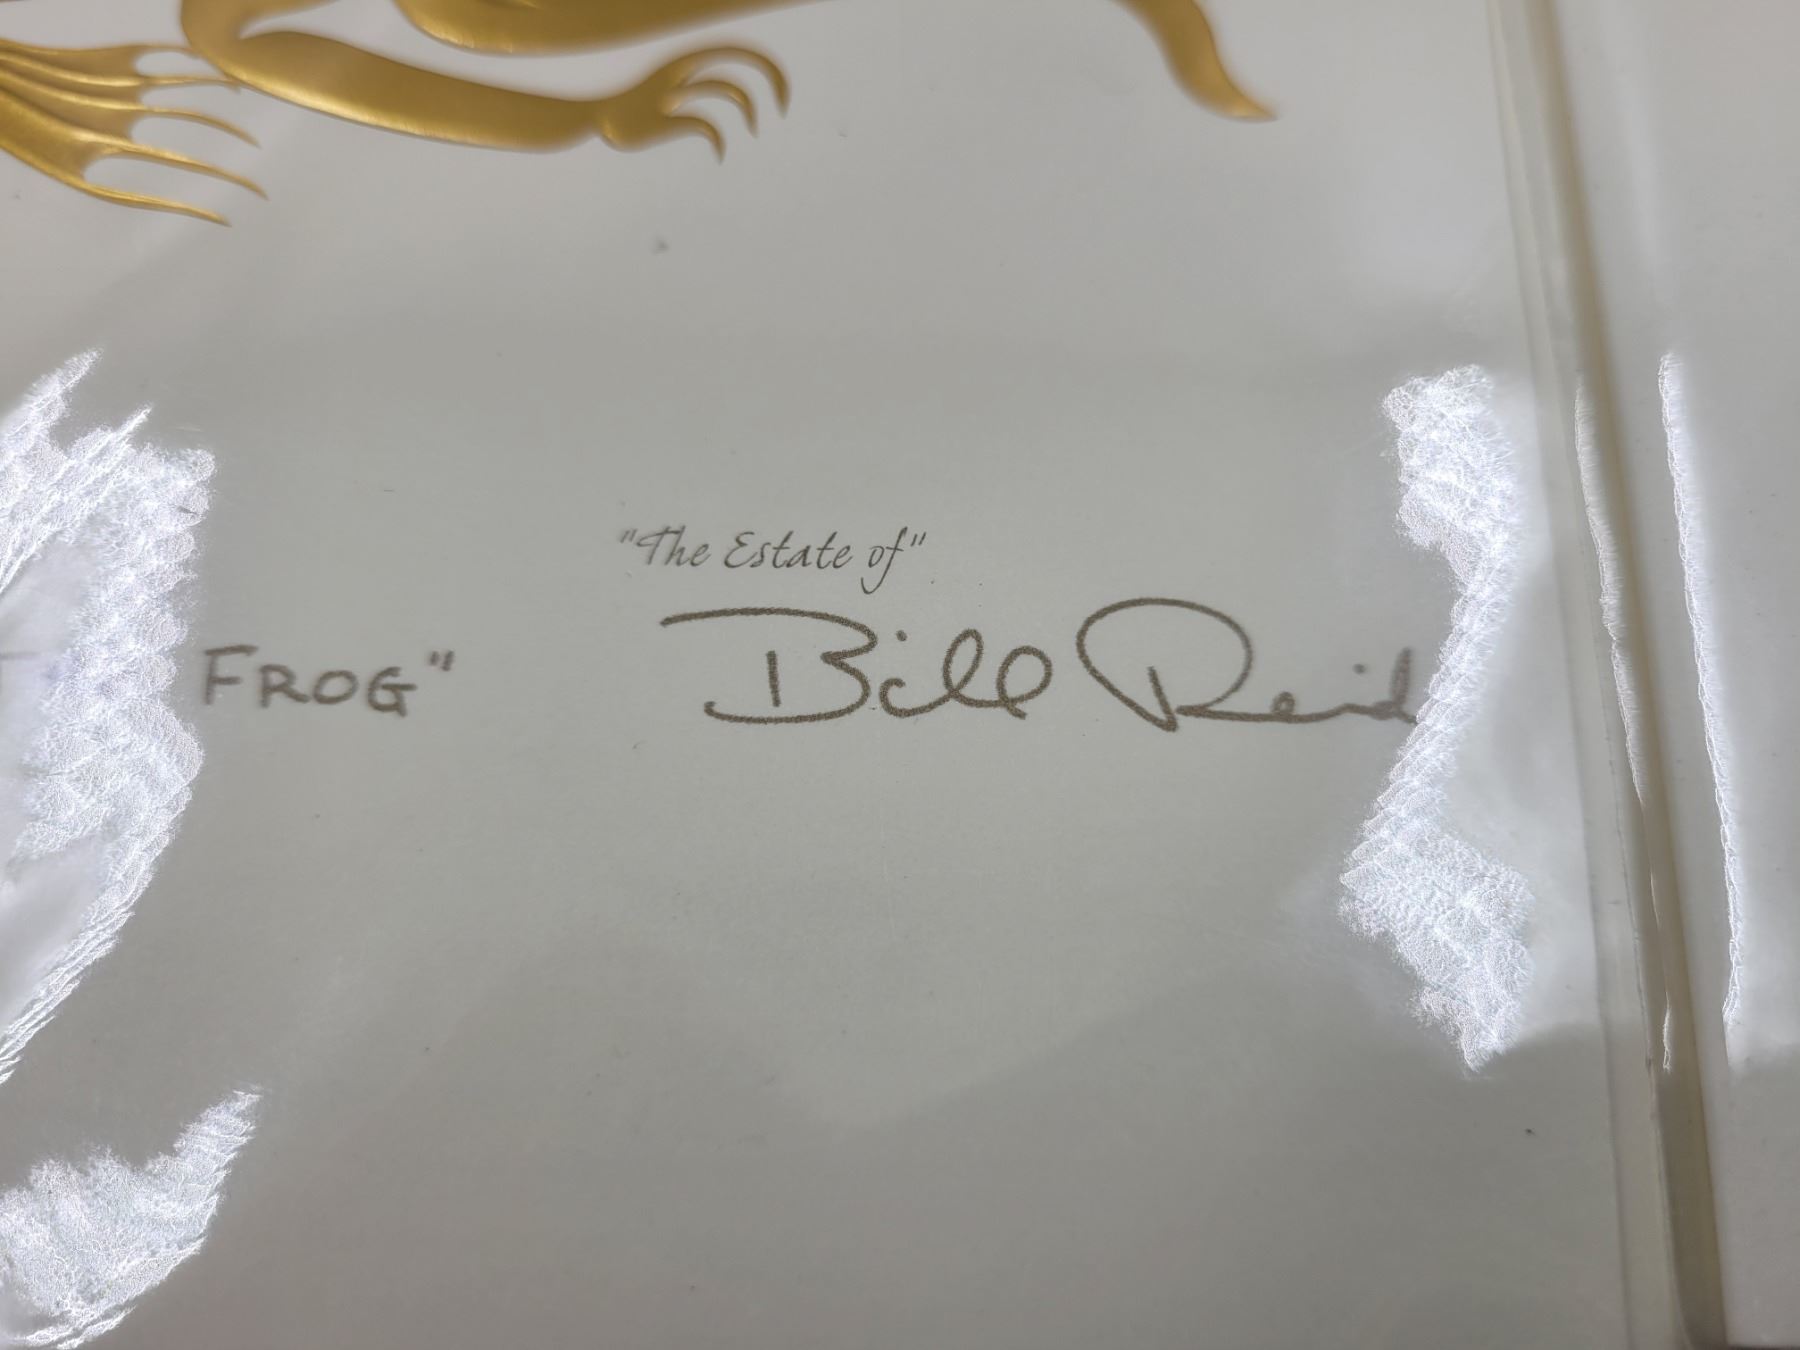 "The Estate of"
FROG" Bill Reid